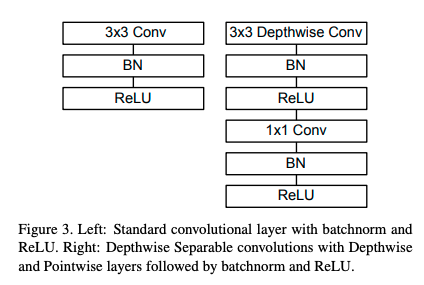 3x3 Conv
BN
ReLU
3x3 Depthwise Conv
BN
ReLU
1x1 Conv
BN
ReLU
Figure 3. Left: Standard convolutional layer with batchnorm and
ReLU. Right: Depthwise Separable convolutions with Depthwise
and Pointwise layers followed by batchnorm and ReLU.